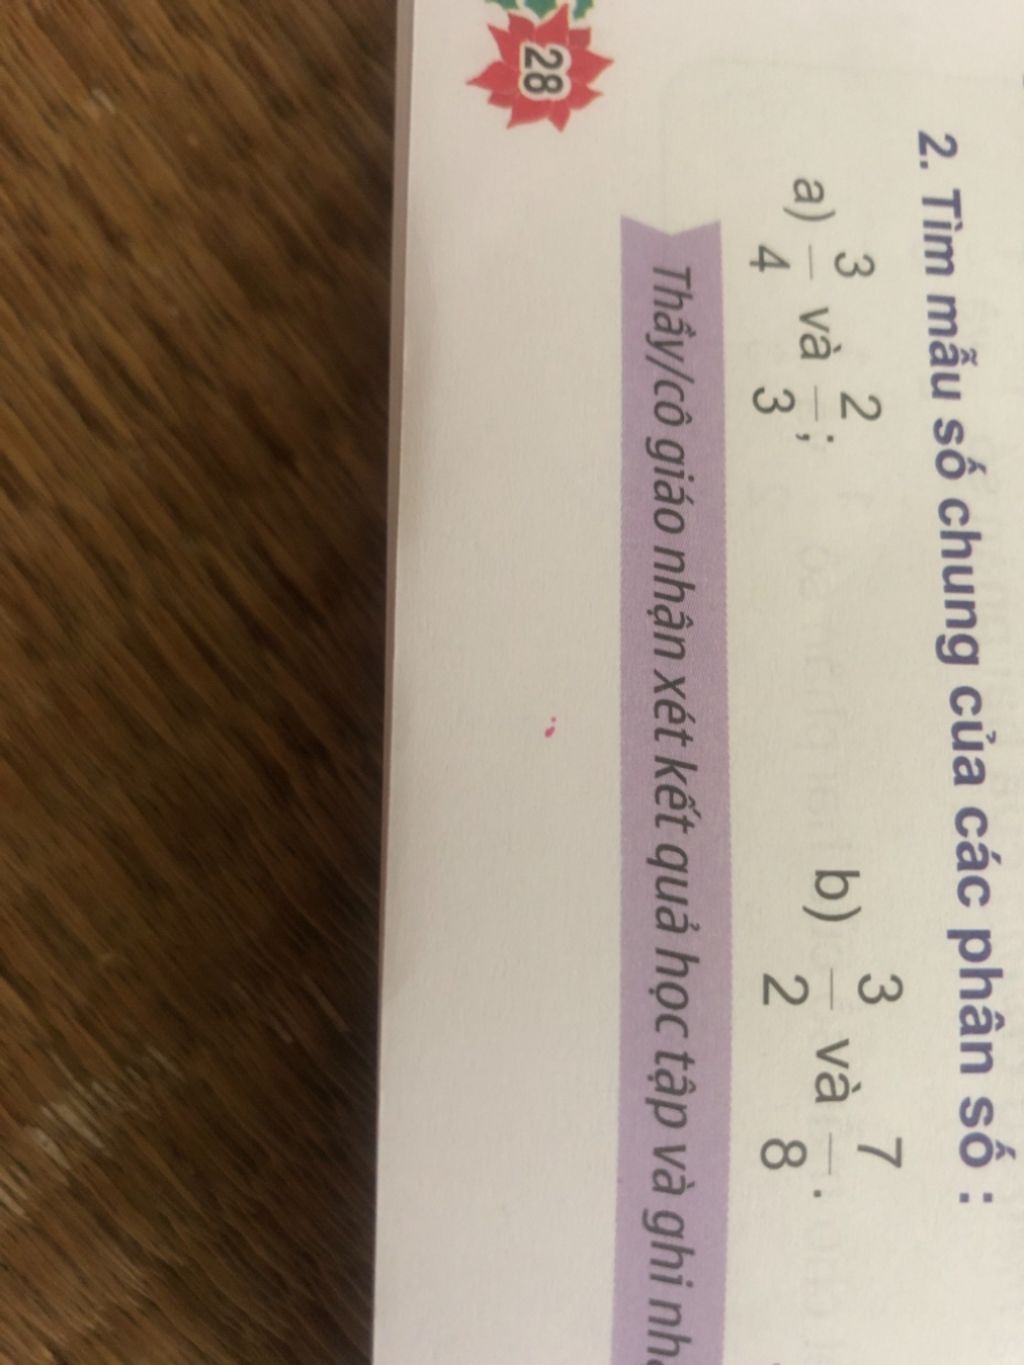 2. Tìm mẫu số chung của các phân số :
a) 3/4 và 2/3; b) 3/2 và 7/8.
Thầy/cô giáo nhận xét kết quả học tập và ghi
28